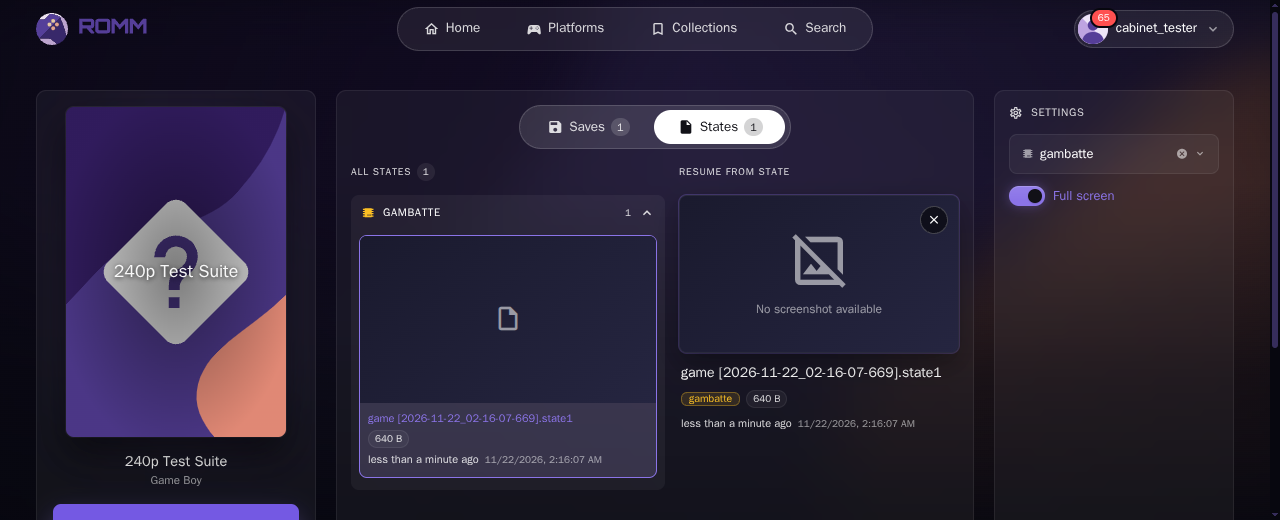 ROMM
Home
Platforms
Collections
Search
65
cabinet_tester
240p Test Suite
240p Test Suite
Game Boy
Saves 1
States 1
ALL STATES 1
GAMBATTE 1
game [2026-11-22_02-16-07-669].state1
640 B
less than a minute ago 11/22/2026, 2:16:07 AM
RESUME FROM STATE
No screenshot available
game [2026-11-22_02-16-07-669].state1
gambatte 640 B
less than a minute ago 11/22/2026, 2:16:07 AM
SETTINGS
gambatte
Full screen